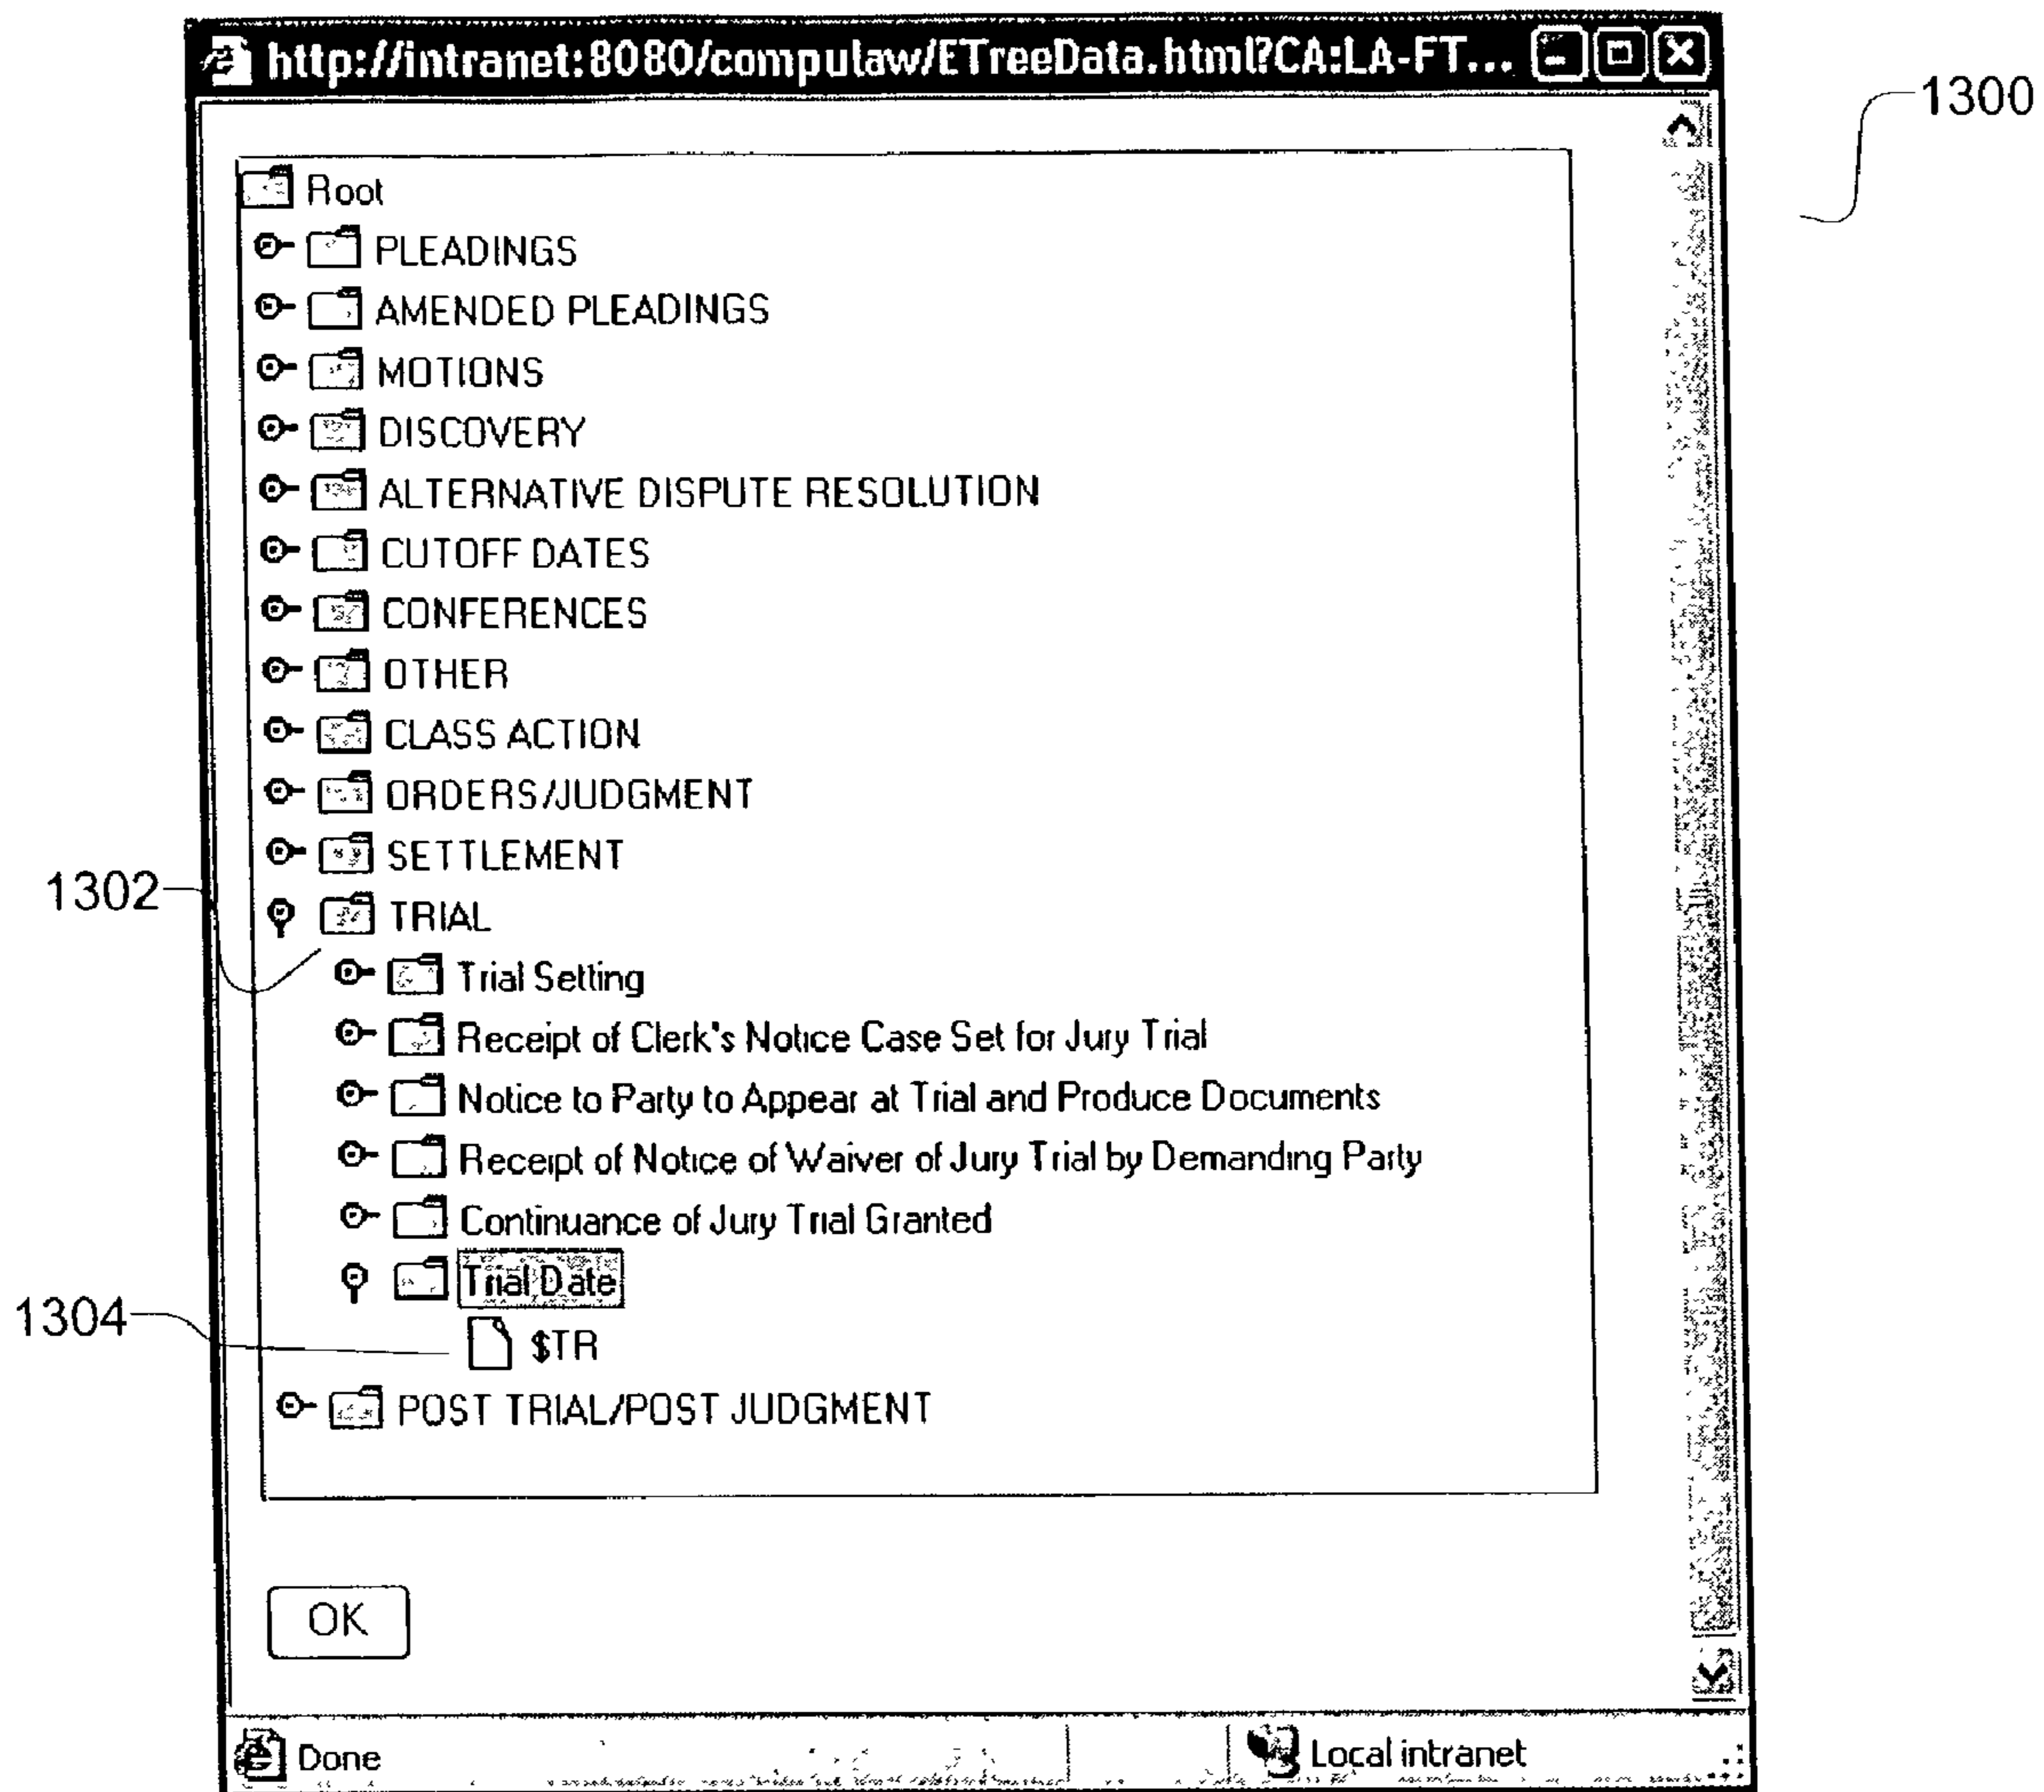 http://intranet:8080/compulaw/ETreeData.html?CA:LA-FT...
1300
Root
PLEADINGS
AMENDED PLEADINGS
MOTIONS
DISCOVERY
ALTERNATIVE DISPUTE RESOLUTION
CUTOFF DATES
CONFERENCES
OTHER
CLASS ACTION
ORDERS/JUDGMENT
SETTLEMENT
1302
TRIAL
Trial Setting
Receipt of Clerk's Notice Case Set for Jury Trial
Notice to Party to Appear at Trial and Produce Documents
Receipt of Notice of Waiver of Jury Trial by Demanding Party
Continuance of Jury Trial Granted
Trial Date
1304
$TR
POST TRIAL/POST JUDGMENT
OK
Done
Local intranet